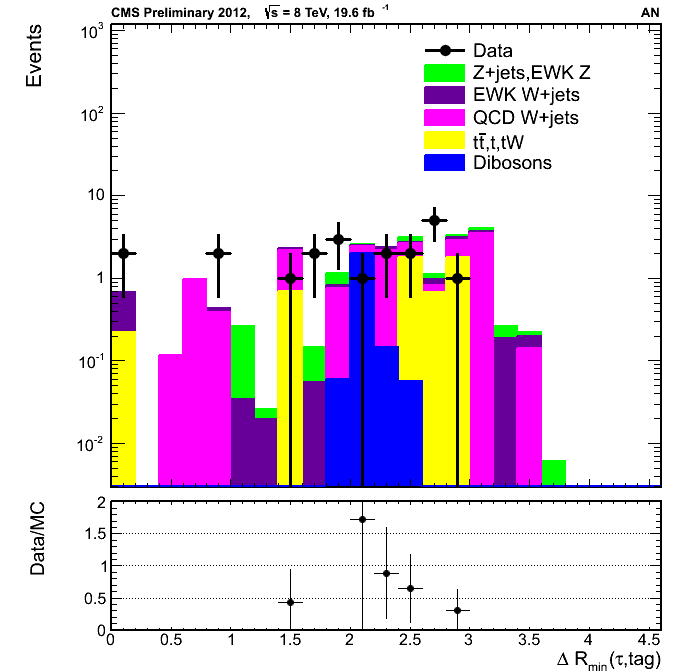 CMS Preliminary 2012, √s = 8 TeV, 19.6 fb⁻¹ AN
Events
10³
10²
10
1
10⁻¹
10⁻²
Data
Z+jets,EWK Z
EWK W+jets
QCD W+jets
tt̄,t,tW
Dibosons
Data/MC
2
1.5
1
0.5
0
0 0.5 1 1.5 2 2.5 3 3.5 4 4.5
Δ R_min(τ,tag)